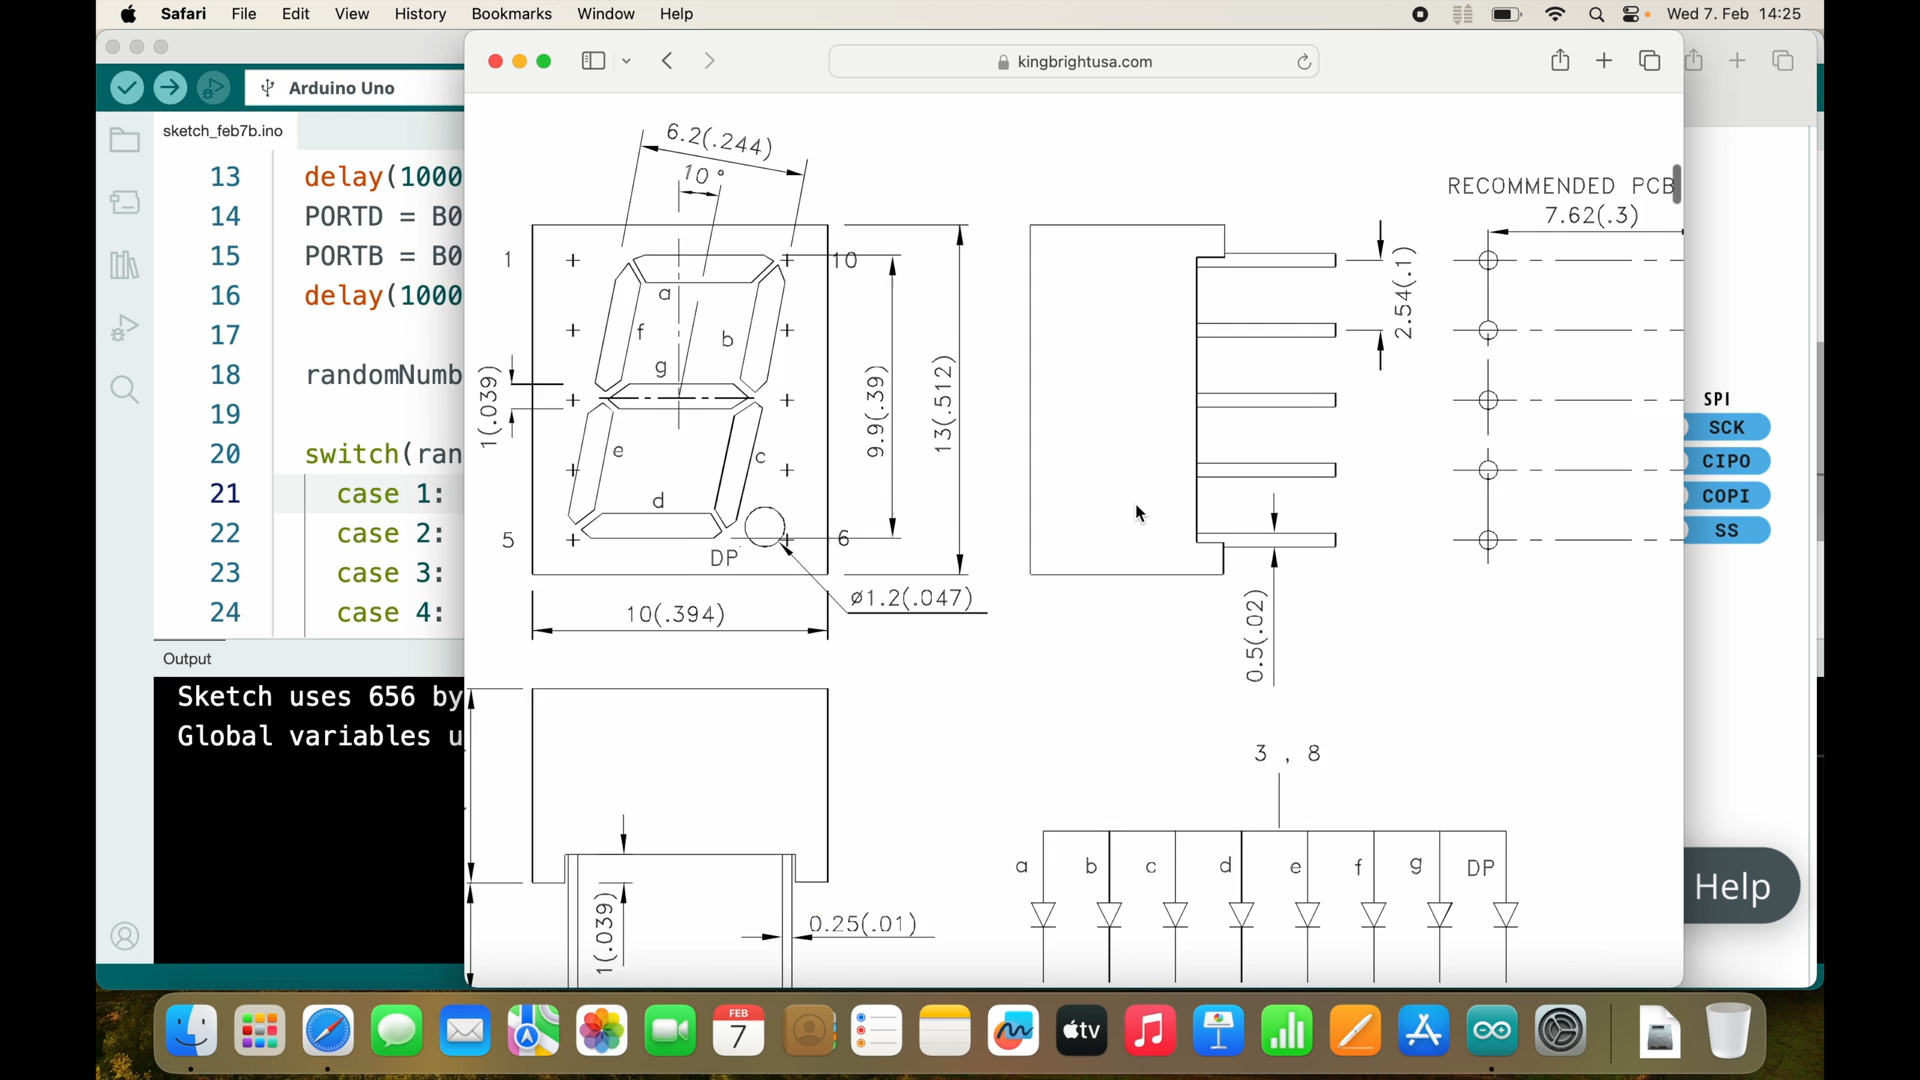 Safari File Edit View History Bookmarks Window Help Wed 7. Feb 14:25
kingbrightusa.com
Arduino Uno
sketch_feb7b.ino
13 delay(1000
14 PORTD = B0
15 PORTB = B0
16 delay(1000
17
18 randomNumb
19
20 switch(ran
21 case 1:
22 case 2:
23 case 3:
24 case 4:
Output
Sketch uses 656 by
Global variables u
6.2(.244)
10°
1
10
a
f
b
g
e
c
d
5
6
DP
1(.039)
9.9(.39)
13(.512)
ø1.2(.047)
10(.394)
2.54(.1)
0.5(.02)
RECOMMENDED PCB
7.62(.3)
1(.039)
0.25(.01)
3 , 8
a b c d e f g DP
SPI
SCK
CIPO
COPI
SS
Help
FEB
7
tv